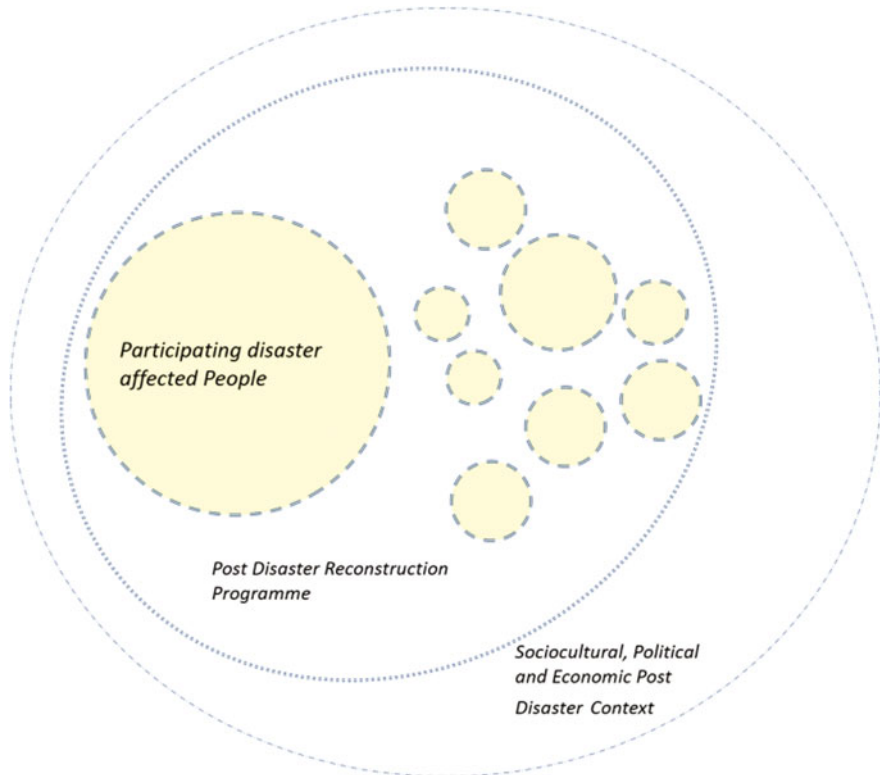 Participating disaster
affected People
Post Disaster Reconstruction
Programme
Sociocultural, Political
and Economic Post
Disaster Context